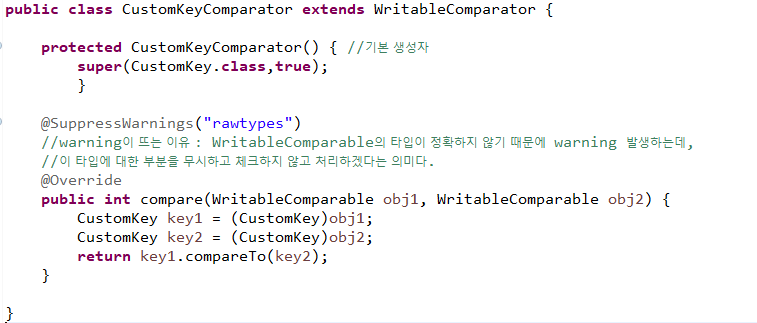 public class CustomKeyComparator extends WritableComparator {
protected CustomKeyComparator() { //기본 생성자
super(CustomKey.class,true);
}
@SuppressWarnings("rawtypes")
//warning이 뜨는 이유 : WritableComparable의 타입이 정확하지 않기 때문에 warning 발생하는데,
//이 타입에 대한 부분을 무시하고 체크하지 않고 처리하겠다는 의미다.
@Override
public int compare(WritableComparable obj1, WritableComparable obj2) {
CustomKey key1 = (CustomKey)obj1;
CustomKey key2 = (CustomKey)obj2;
return key1.compareTo(key2);
}
}